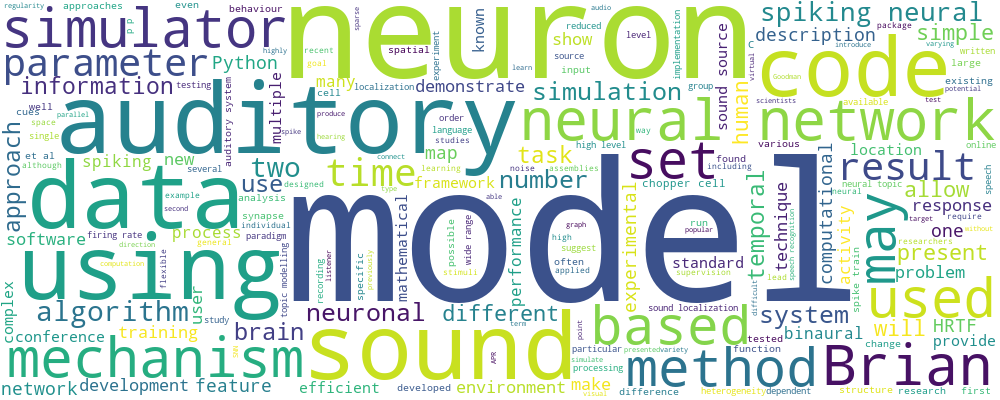 regularity approaches even behaviour
simulator
neuron
sparse audio
spiking neural
known
recent
goal
reduced
spatial
level
show
experiment
implementation
highly
package
introduce varying written
C
virtual
description simple
large
parameter
Python
many
demonstrate
source
input
learn
group
sound source
code
Goodman
existing
potential
information
testing
localization
cell
multiple
simulation
human
available
scientists
test
cues well
space parallel
single
auditory
auditory system
spike
produce
hearing
order
language
studies
neural
way
network
online
approach
et al although
spiking new
several
two
time
connect
map
learning
framework
noise
high level
assemblies
task
set
found
including
various
location
result
speech
neural topic
neural
allow
data
example
second
designed
analysis
use
type
able
number
chopper cell
temporal
technique
computational
activity
response
target require
researchers
without
one
software
firing rate
direction
process
general
computation
synapse
individual
paradigm
model
mathematical
possible
stimuli
wide range
graph
high
suggest
often
applied
performance
experimental
run
popular
standard
supervision
difficult
lead
speech recognition
spike train
may
present
problem
using
flexible
user
topic modelling
listener
recording
specific
previously
complex
algorithm
study
training
conference
brain
neuronal
different
term
sound
sound localization
based
system
tested
function
binaural
used
will
HRTF
change
provide
mechanism
SNN
APR
point
particular
simulate
processing
presented
variety
method
Brian
network
development
feature
efficient
developed
environment
make
visual
difference
heterogeneity
dependent
structure research first